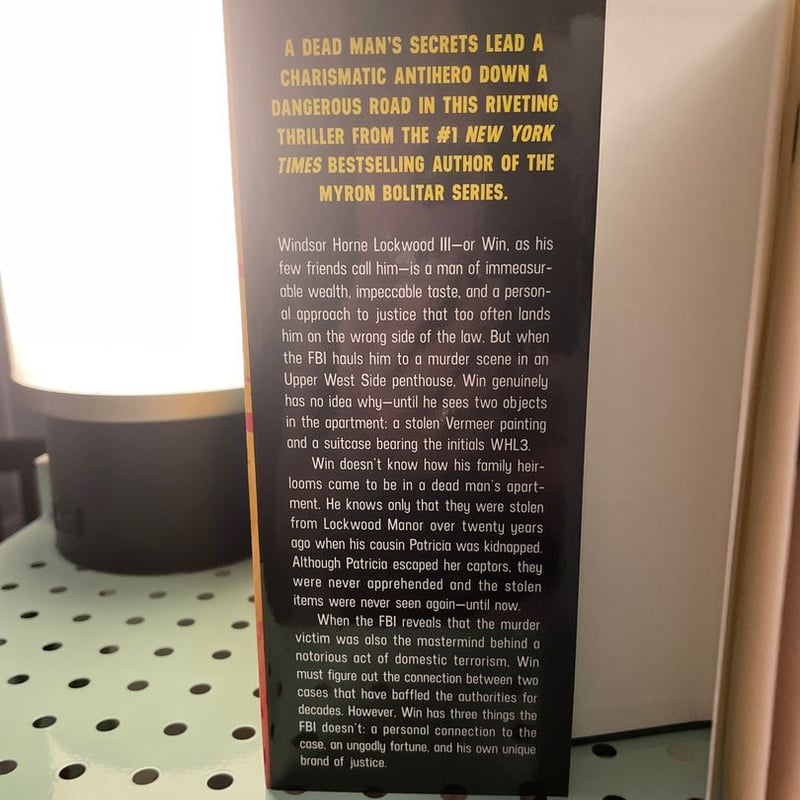 A DEAD MAN'S SECRETS LEAD A
CHARISMATIC ANTIHERO DOWN A
DANGEROUS ROAD IN THIS RIVETING
THRILLER FROM THE #1 NEW YORK
TIMES BESTSELLING AUTHOR OF THE
MYRON BOLITAR SERIES.
Windsor Horne Lockwood III—or Win, as his
few friends call him—is a man of immeasur-
able wealth, impeccable taste, and a person-
al approach to justice that too often lands
him on the wrong side of the law. But when
the FBI hauls him to a murder scene in an
Upper West Side penthouse, Win genuinely
has no idea why—until he sees two objects
in the apartment: a stolen Vermeer painting
and a suitcase bearing the initials WHL3.
Win doesn't know how his family heir-
looms came to be in a dead man's apart-
ment. He knows only that they were stolen
from Lockwood Manor over twenty years
ago when his cousin Patricia was kidnapped.
Although Patricia escaped her captors, they
were never apprehended and the stolen
items were never seen again—until now.
When the FBI reveals that the murder
victim was also the mastermind behind a
notorious act of domestic terrorism, Win
must figure out the connection between two
cases that have baffled the authorities for
decades. However, Win has three things the
FBI doesn't: a personal connection to the
case, an ungodly fortune, and his own unique
brand of justice.